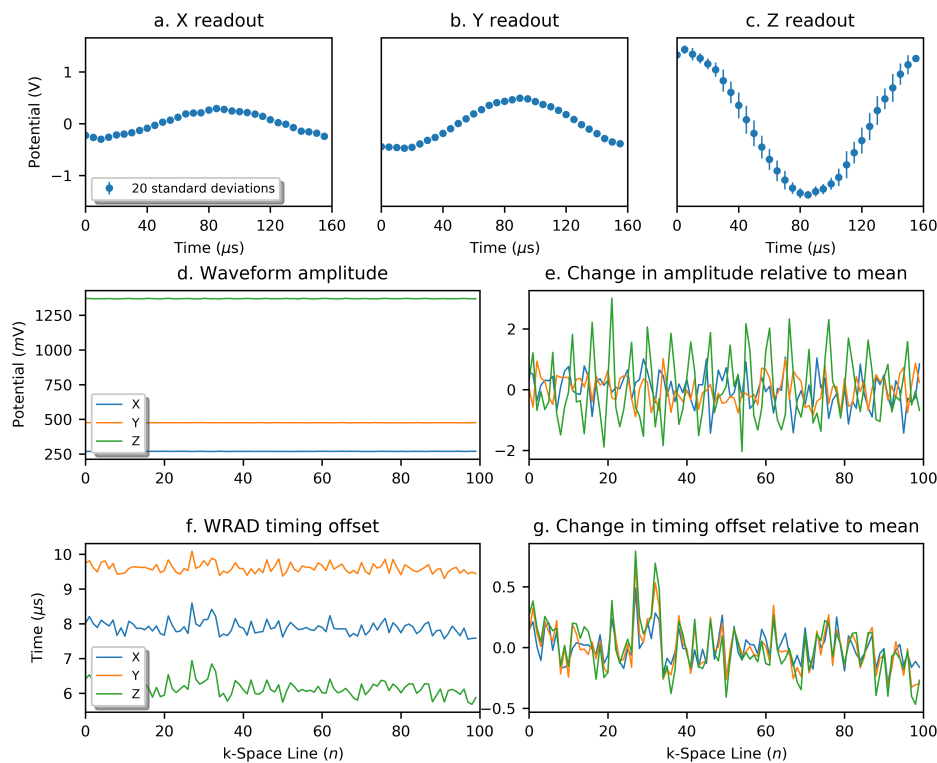 a. X readout
b. Y readout
c. Z readout
Potential (V)
1
0
−1
20 standard deviations
0 40 80 120 160
0 40 80 120 160
0 40 80 120 160
Time (μs)
Time (μs)
Time (μs)
d. Waveform amplitude
e. Change in amplitude relative to mean
Potential (mV)
1250
1000
750
500
250
X
Y
Z
0 20 40 60 80 100
2
0
−2
0 20 40 60 80 100
f. WRAD timing offset
g. Change in timing offset relative to mean
Time (μs)
10
9
8
7
6
X
Y
Z
0 20 40 60 80 100
k-Space Line (n)
0.5
0.0
−0.5
0 20 40 60 80 100
k-Space Line (n)